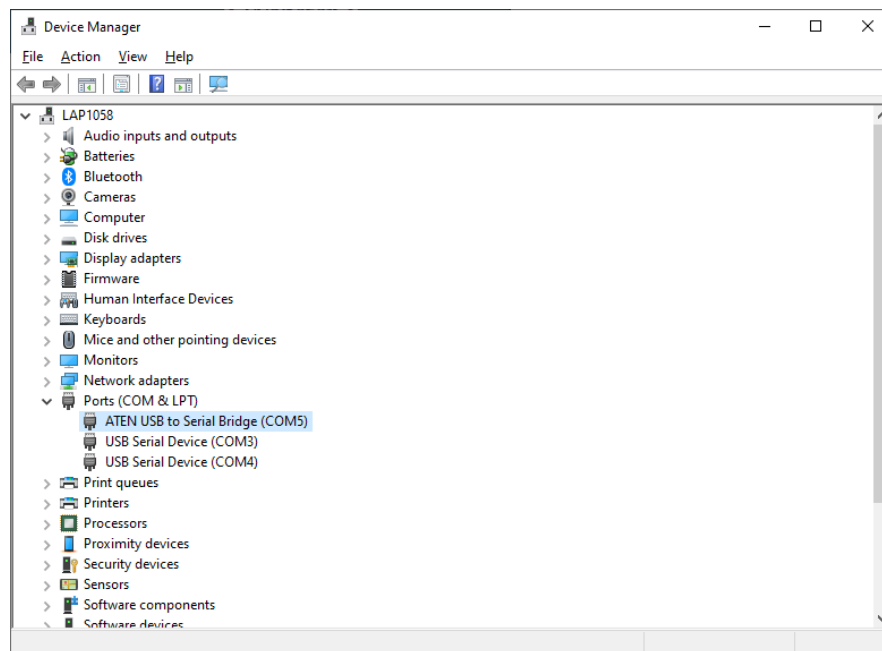 Device Manager
File Action View Help
LAP1058
Audio inputs and outputs
Batteries
Bluetooth
Cameras
Computer
Disk drives
Display adapters
Firmware
Human Interface Devices
Keyboards
Mice and other pointing devices
Monitors
Network adapters
Ports (COM & LPT)
ATEN USB to Serial Bridge (COM5)
USB Serial Device (COM3)
USB Serial Device (COM4)
Print queues
Printers
Processors
Proximity devices
Security devices
Sensors
Software components
Software devices